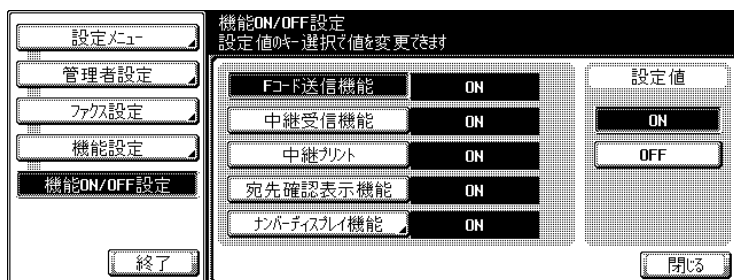 設定メニュー
管理者設定
ファクス設定
機能設定
機能ON/OFF設定
終了
機能ON/OFF設定
設定値のキー選択で値を変更できます
Fコード送信機能 ON
中継受信機能 ON
中継プリント ON
宛先確認表示機能 ON
ナンバーディスプレイ機能 ON
設定値
ON
OFF
閉じる